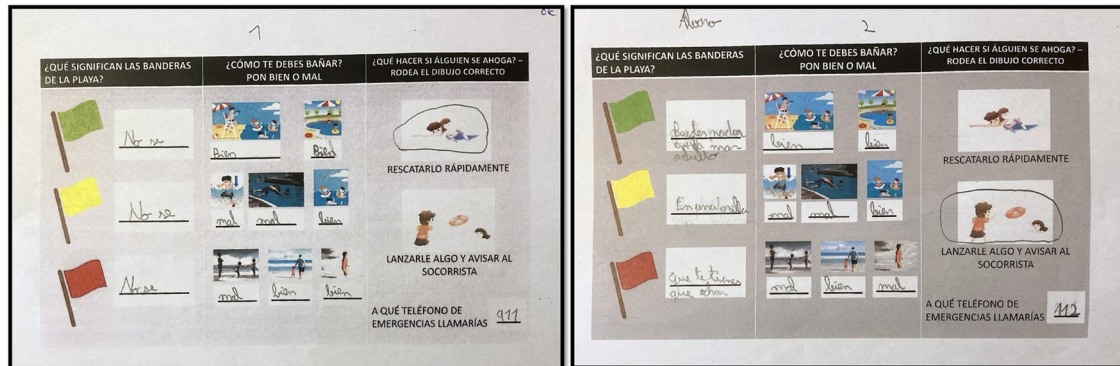 ok
1
¿QUÉ SIGNIFICAN LAS BANDERAS
DE LA PLAYA?
¿CÓMO TE DEBES BAÑAR?
PON BIEN O MAL
¿QUÉ HACER SI ÁLGUIEN SE AHOGA? –
RODEA EL DIBUJO CORRECTO
No se
Bien
Bien
RESCATARLO RÁPIDAMENTE
No se
mal
mal
bien
LANZARLE ALGO Y AVISAR AL
SOCORRISTA
No se
mal
bien
bien
A QUÉ TELÉFONO DE
EMERGENCIAS LLAMARÍAS
911
Alvaro
2
¿QUÉ SIGNIFICAN LAS BANDERAS
DE LA PLAYA?
¿CÓMO TE DEBES BAÑAR?
PON BIEN O MAL
¿QUÉ HACER SI ÁLGUIEN SE AHOGA? –
RODEA EL DIBUJO CORRECTO
adulto
bien
bien
RESCATARLO RÁPIDAMENTE
mal
mal
bien
LANZARLE ALGO Y AVISAR AL
SOCORRISTA
que te tienes
que echar
mal
bien
mal
A QUÉ TELÉFONO DE
EMERGENCIAS LLAMARÍAS
112